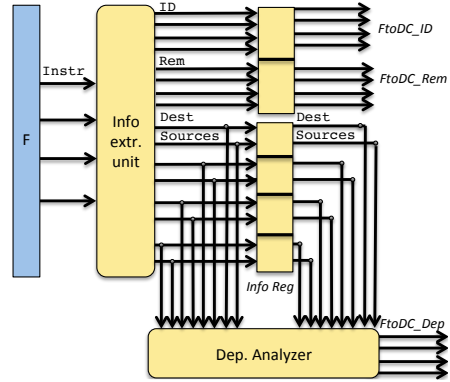 ID
FtoDC_ID
Instr
Rem
FtoDC_Rem
F
Info
extr.
unit
Dest
Dest
Sources
Sources
Info Reg
FtoDC_Dep
Dep. Analyzer